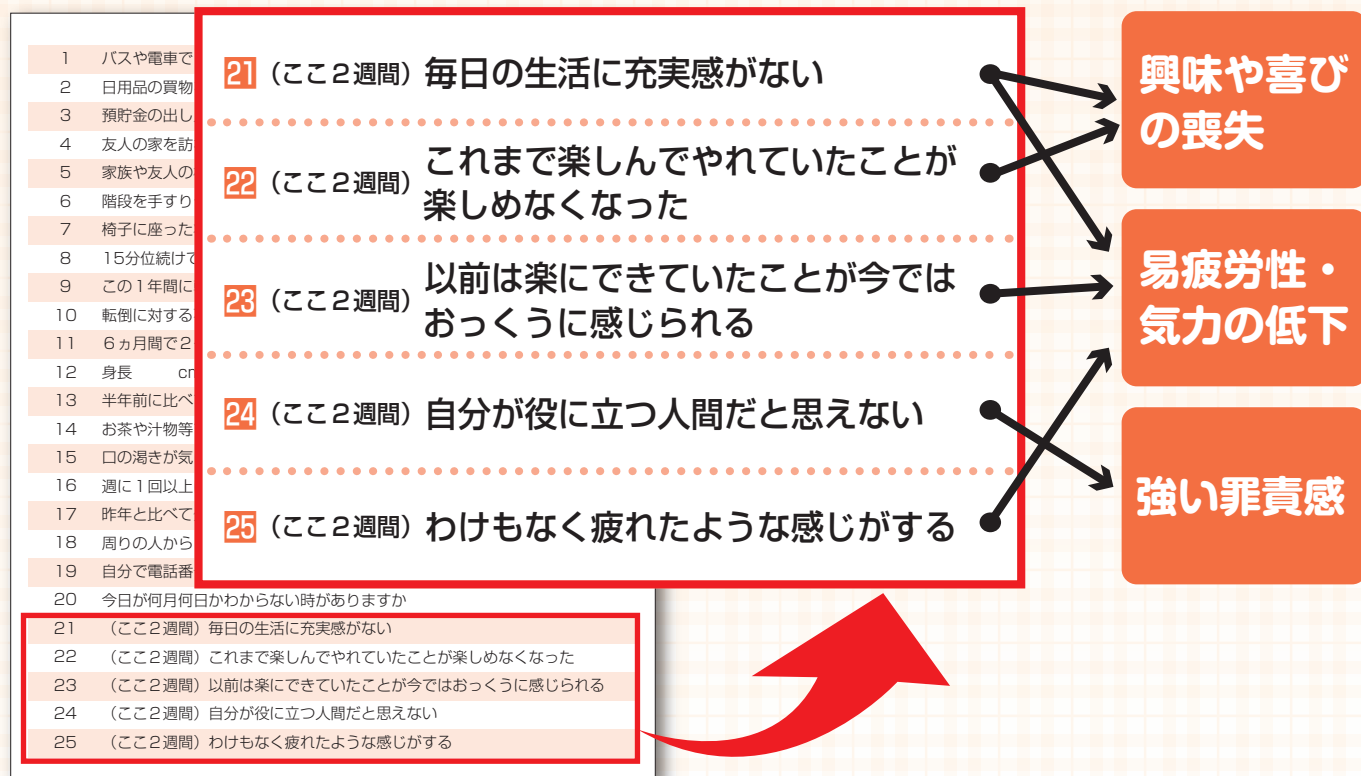 1 バスや電車で
2 日用品の買物
3 預貯金の出し
4 友人の家を訪
5 家族や友人の
6 階段を手すり
7 椅子に座った
8 15分位続けて
9 この1年間に
10 転倒に対する
11 6ヵ月間で2
12 身長 cm
13 半年前に比べ
14 お茶や汁物等
15 口の渇きが気
16 週に1回以上
17 昨年と比べて
18 周りの人から
19 自分で電話番
20 今日が何月何日かわからない時がありますか
21 （ここ2週間）毎日の生活に充実感がない
22 （ここ2週間）これまで楽しんでやれていたことが楽しめなくなった
23 （ここ2週間）以前は楽にできていたことが今ではおっくうに感じられる
24 （ここ2週間）自分が役に立つ人間だと思えない
25 （ここ2週間）わけもなく疲れたような感じがする
21（ここ2週間）毎日の生活に充実感がない
22（ここ2週間）これまで楽しんでやれていたことが
楽しめなくなった
23（ここ2週間）以前は楽にできていたことが今では
おっくうに感じられる
24（ここ2週間）自分が役に立つ人間だと思えない
25（ここ2週間）わけもなく疲れたような感じがする
興味や喜び
の喪失
易疲労性・
気力の低下
強い罪責感